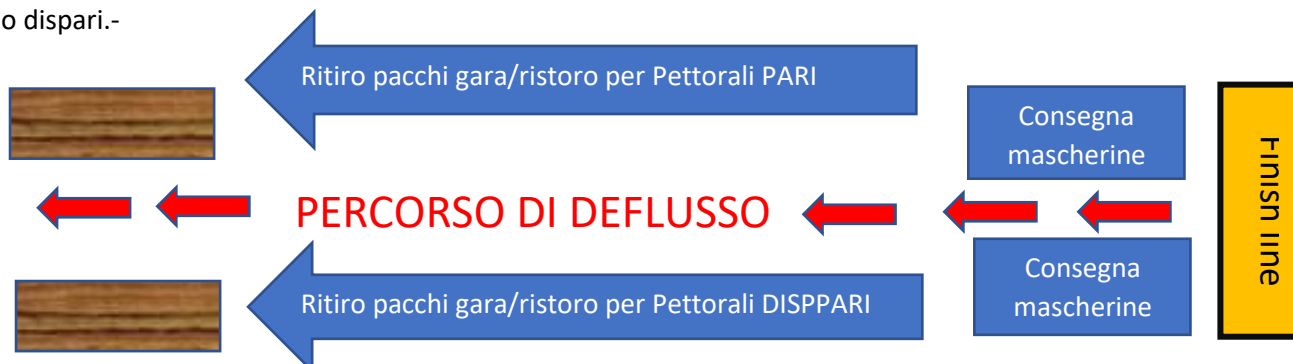 o dispari.-
Ritiro pacchi gara/ristoro per Pettorali PARI
Consegna
mascherine
PERCORSO DI DEFLUSSO
Ritiro pacchi gara/ristoro per Pettorali DISPPARI
Consegna
mascherine
Finish line